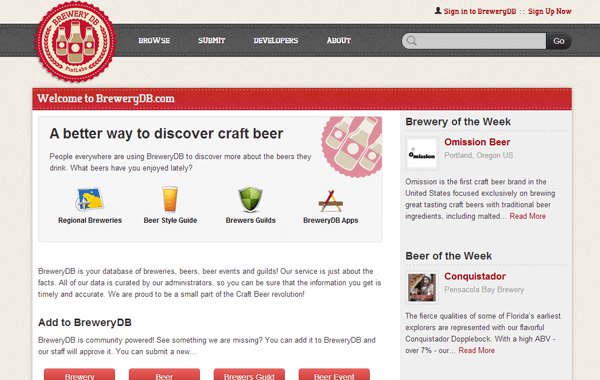 Sign in to BreweryDB :: Sign Up Now
BREWERY DB
PintLabs
BROWSE SUBMIT DEVELOPERS ABOUT
Go
Welcome to BreweryDB.com
A better way to discover craft beer
People everywhere are using BreweryDB to discover more about the beers they
drink. What beers have you enjoyed lately?
Regional Breweries Beer Style Guide Brewers Guilds BreweryDB Apps
BreweryDB is your database of breweries, beers, beer events and guilds! Our service is just about the
facts. All of our data is curated by our administrators, so you can be sure that the information you get is
timely and accurate. We are proud to be a small part of the Craft Beer revolution!
Add to BreweryDB
BreweryDB is community powered! See something we are missing? You can add it to BreweryDB and
our staff will approve it. You can submit a new...
Brewery Beer Brewers Guild Beer Event
Brewery of the Week
Omission
Omission Beer
Portland, Oregon US
Omission is the first craft beer brand in the
United States focused exclusively on brewing
great tasting craft beers with traditional beer
ingredients, including malted... Read More
Beer of the Week
Conquistador
Pensacola Bay Brewery
The fierce qualities of some of Florida's earliest
explorers are represented with our flavorful
Conquistador Dopplebock. With a high ABV -
over 7% - our... Read More